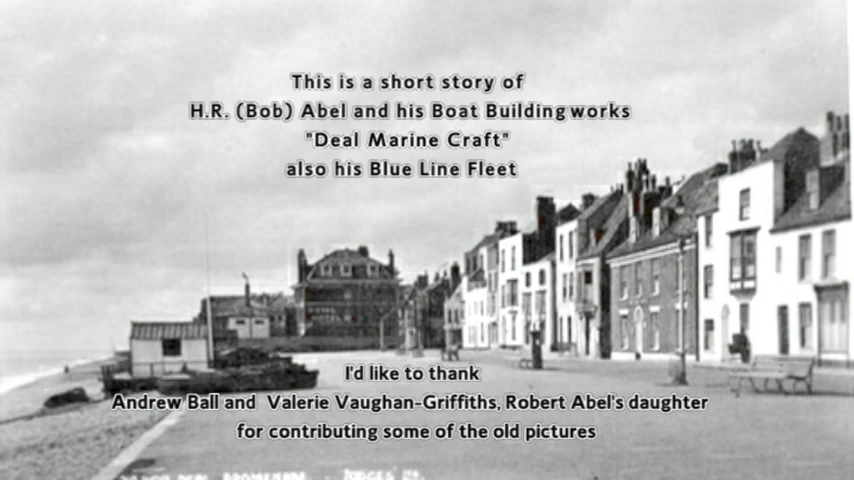 This is a short story of
H.R. (Bob) Abel and his Boat Building works
"Deal Marine Craft"
also his Blue Line Fleet
I'd like to thank
Andrew Ball and Valerie Vaughan-Griffiths, Robert Abel's daughter
for contributing some of the old pictures
DEAL PROMENADE